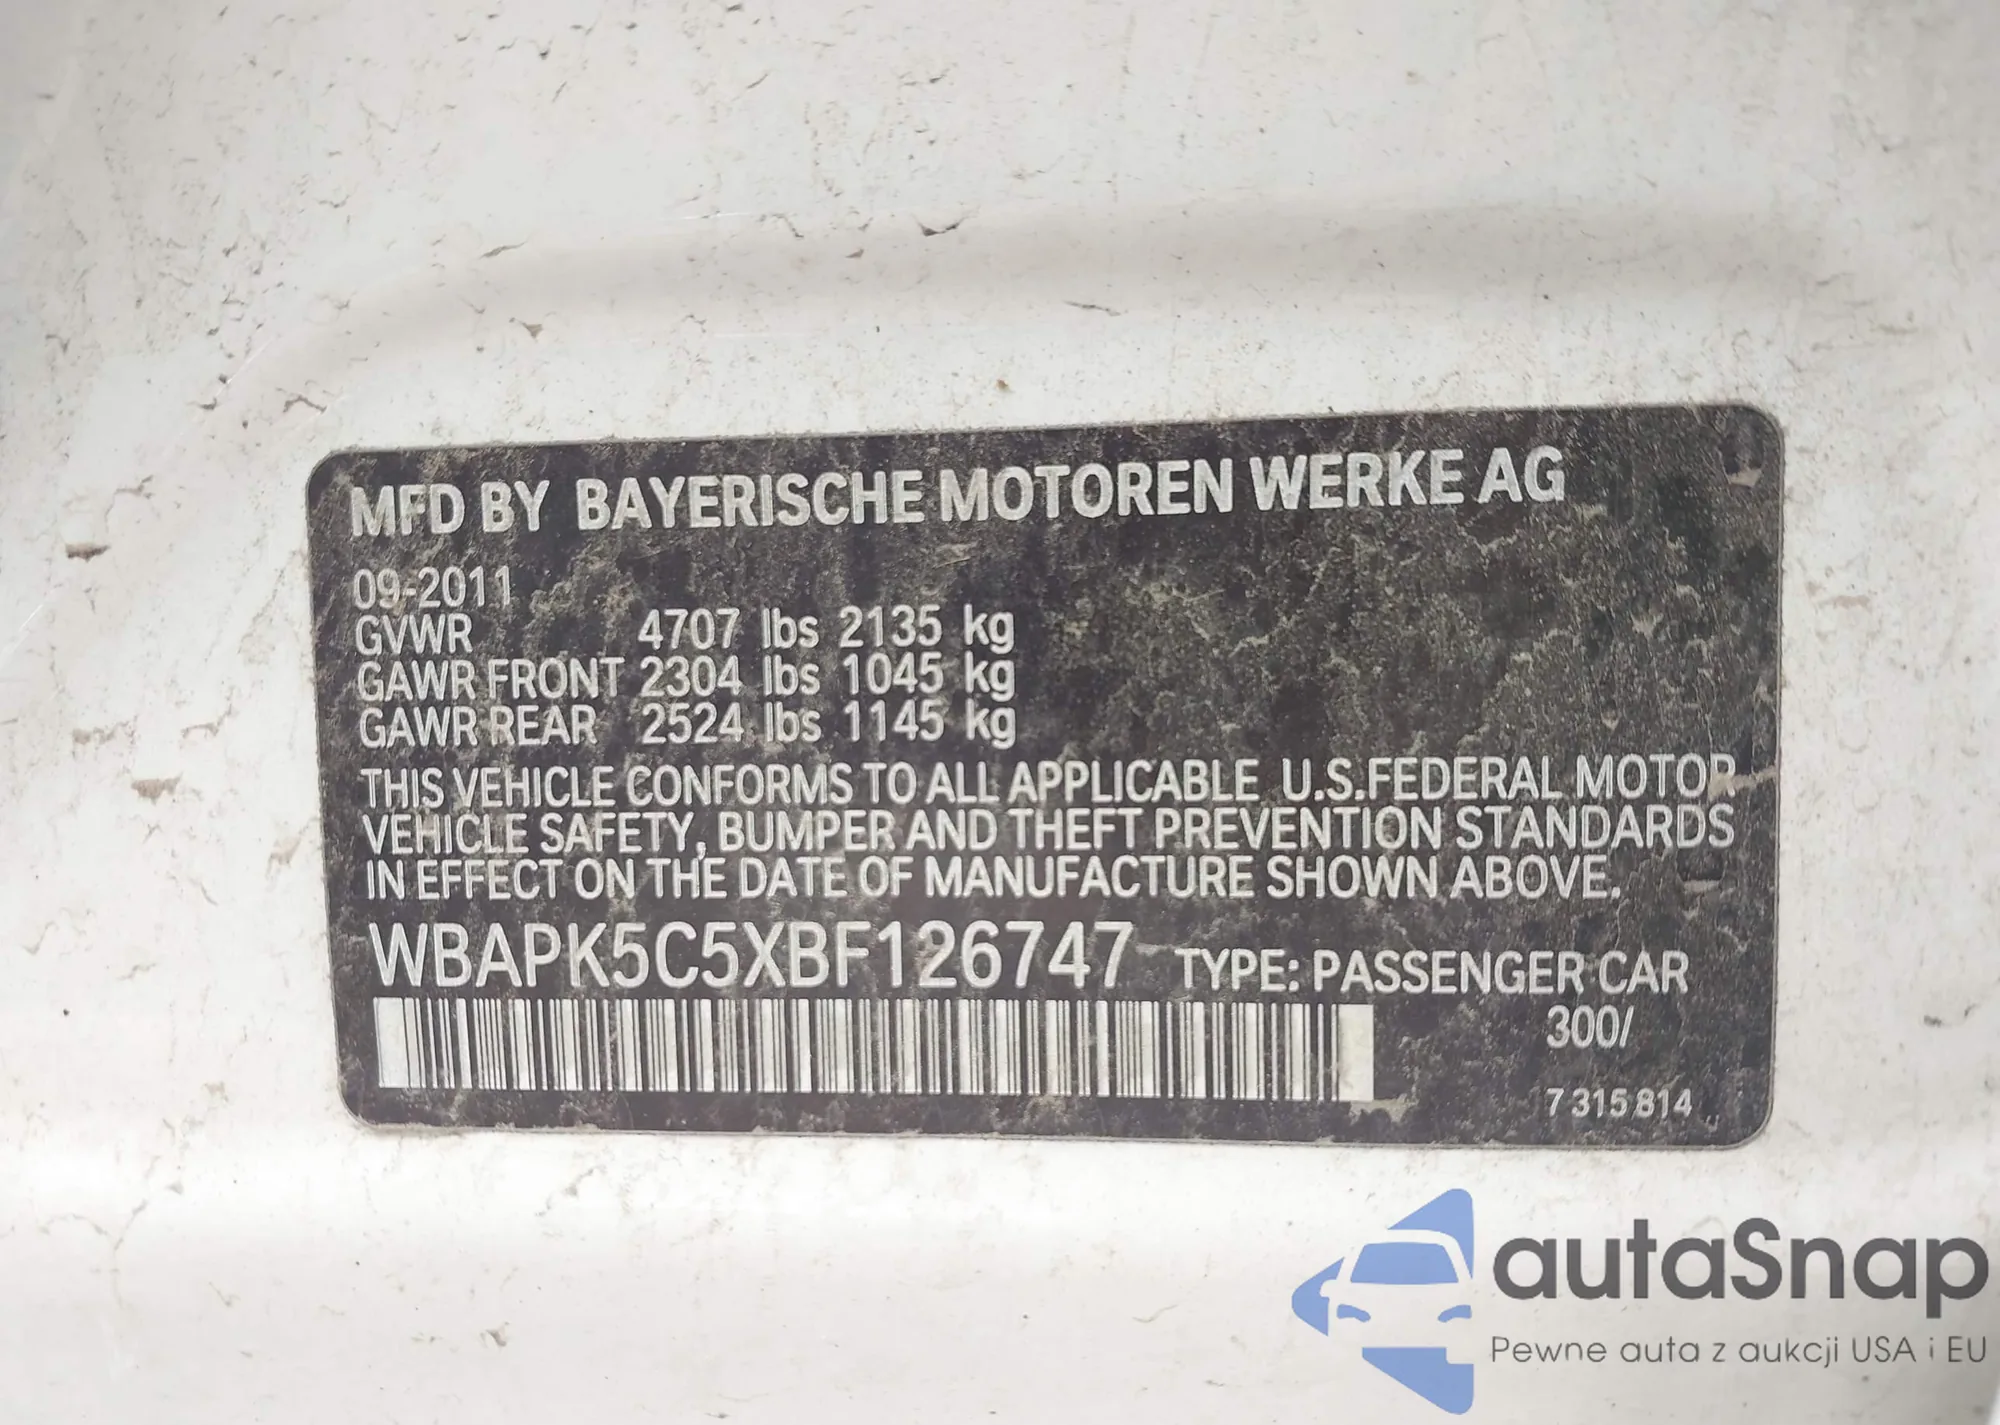 MFD BY BAYERISCHE MOTOREN WERKE AG
09-2011
GVWR 4707 lbs 2135 kg
GAWR FRONT 2304 lbs 1045 kg
GAWR REAR 2524 lbs 1145 kg
THIS VEHICLE CONFORMS TO ALL APPLICABLE U.S.FEDERAL MOTOR
VEHICLE SAFETY, BUMPER AND THEFT PREVENTION STANDARDS
IN EFFECT ON THE DATE OF MANUFACTURE SHOWN ABOVE.
WBAPK5C5XBF126747 TYPE: PASSENGER CAR
300/
7315814
autaSnap
Pewne auta z aukcji USA i EU